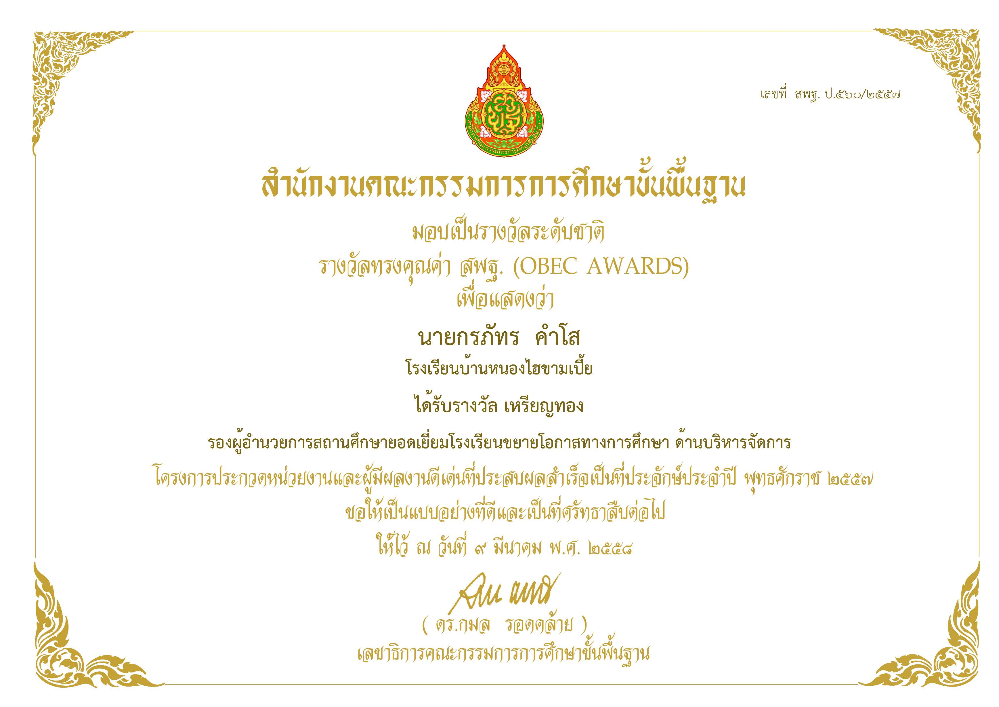 เลขที่ สพฐ. ป.๕๖๐/๒๕๕๗
สพฐ
สำนักงานคณะกรรมการการศึกษาขั้นพื้นฐาน
สำนักงานคณะกรรมการการศึกษาขั้นพื้นฐาน
มอบเป็นรางวัลระดับชาติ
รางวัลทรงคุณค่า สพฐ. (OBEC AWARDS)
เพื่อแสดงว่า
นายกรภัทร คำโส
โรงเรียนบ้านหนองไฮขามเปี้ย
ได้รับรางวัล เหรียญทอง
รองผู้อำนวยการสถานศึกษายอดเยี่ยมโรงเรียนขยายโอกาสทางการศึกษา ด้านบริหารจัดการ
โครงการประกวดหน่วยงานและผู้มีผลงานดีเด่นที่ประสบผลสำเร็จเป็นที่ประจักษ์ประจำปี พุทธศักราช ๒๕๕๗
ขอให้เป็นแบบอย่างที่ดีและเป็นที่ศรัทธาสืบต่อไป
ให้ไว้ ณ วันที่ ๙ มีนาคม พ.ศ. ๒๕๕๘
( ดร.กมล รอดคล้าย )
เลขาธิการคณะกรรมการการศึกษาขั้นพื้นฐาน